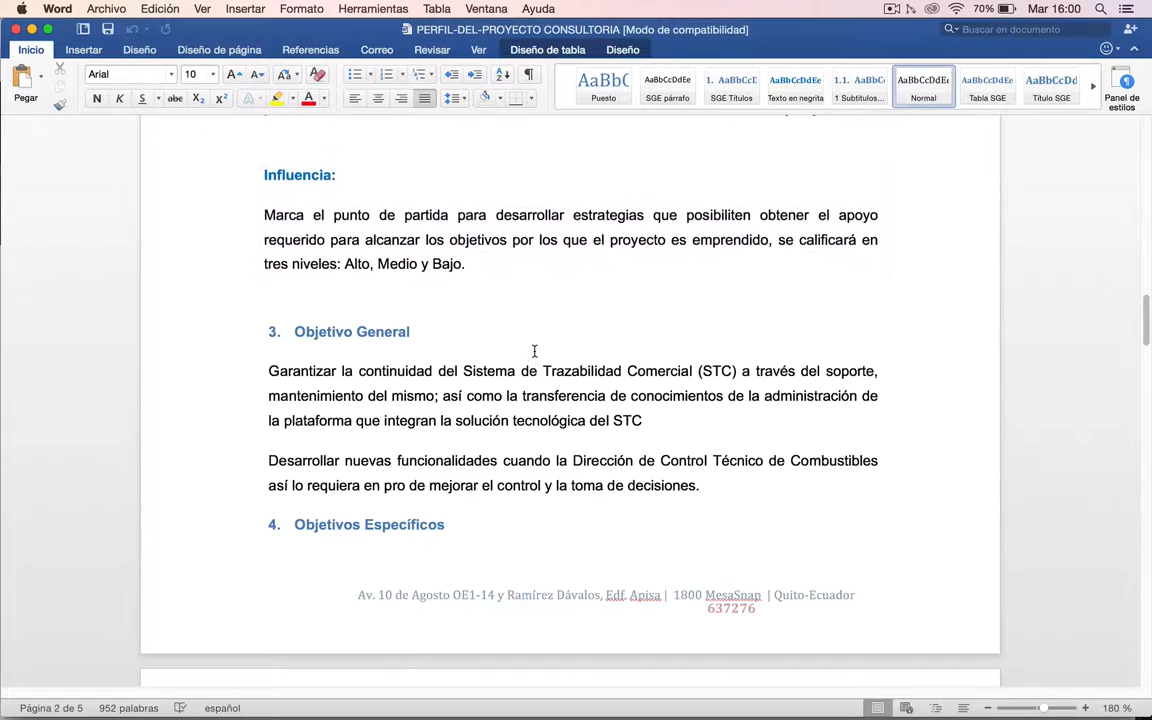 Word Archivo Edición Ver Insertar Formato Herramientas Tabla Ventana Ayuda 70% Mar 16:00
PERFIL-DEL-PROYECTO CONSULTORIA [Modo de compatibilidad] Buscar en documento
Inicio Insertar Diseño Diseño de página Referencias Correo Revisar Ver Diseño de tabla Diseño
Arial 10
Pegar
N K S abc X₂ X²
AaBbC AaBbCcDdEe 1. AaBbCcE AaBbCcDdEe 1.1. AaBbC AaBbCcDdEe AaBbCcDdEe AaBbCcDd
Puesto SGE párrafo SGE Títulos Texto en negrita 1 Subtítulos... Normal Tabla SGE Título SGE
Panel de estilos
Influencia:
Marca el punto de partida para desarrollar estrategias que posibiliten obtener el apoyo
requerido para alcanzar los objetivos por los que el proyecto es emprendido, se calificará en
tres niveles: Alto, Medio y Bajo.
3. Objetivo General
Garantizar la continuidad del Sistema de Trazabilidad Comercial (STC) a través del soporte,
mantenimiento del mismo; así como la transferencia de conocimientos de la administración de
la plataforma que integran la solución tecnológica del STC
Desarrollar nuevas funcionalidades cuando la Dirección de Control Técnico de Combustibles
así lo requiera en pro de mejorar el control y la toma de decisiones.
4. Objetivos Específicos
Av. 10 de Agosto OE1-14 y Ramírez Dávalos, Edf. Apisa | 1800 MesaSnap | Quito-Ecuador
637276
Página 2 de 5 952 palabras español 180 %